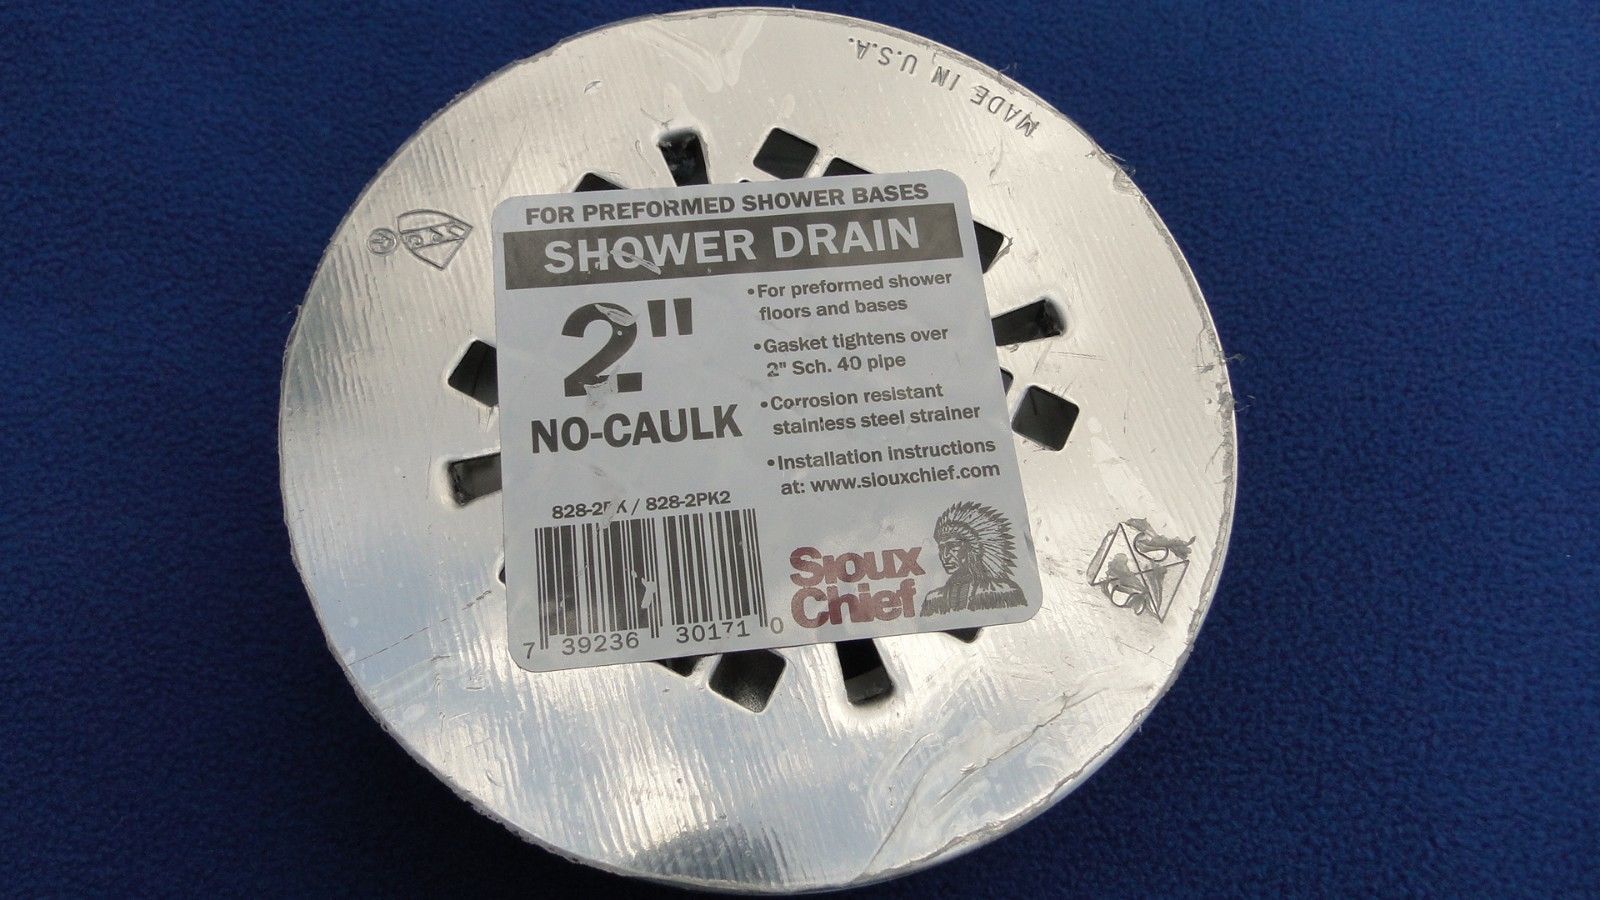 MADE IN U.S.A.
FOR PREFORMED SHOWER BASES
SHOWER DRAIN
2"
NO-CAULK
•For preformed shower
floors and bases
•Gasket tightens over
2" Sch. 40 pipe
•Corrosion resistant
stainless steel strainer
•Installation instructions
at: www.siouxchief.com
828-2PK / 828-2PK2
7 39236 30171 0
Sioux
Chief